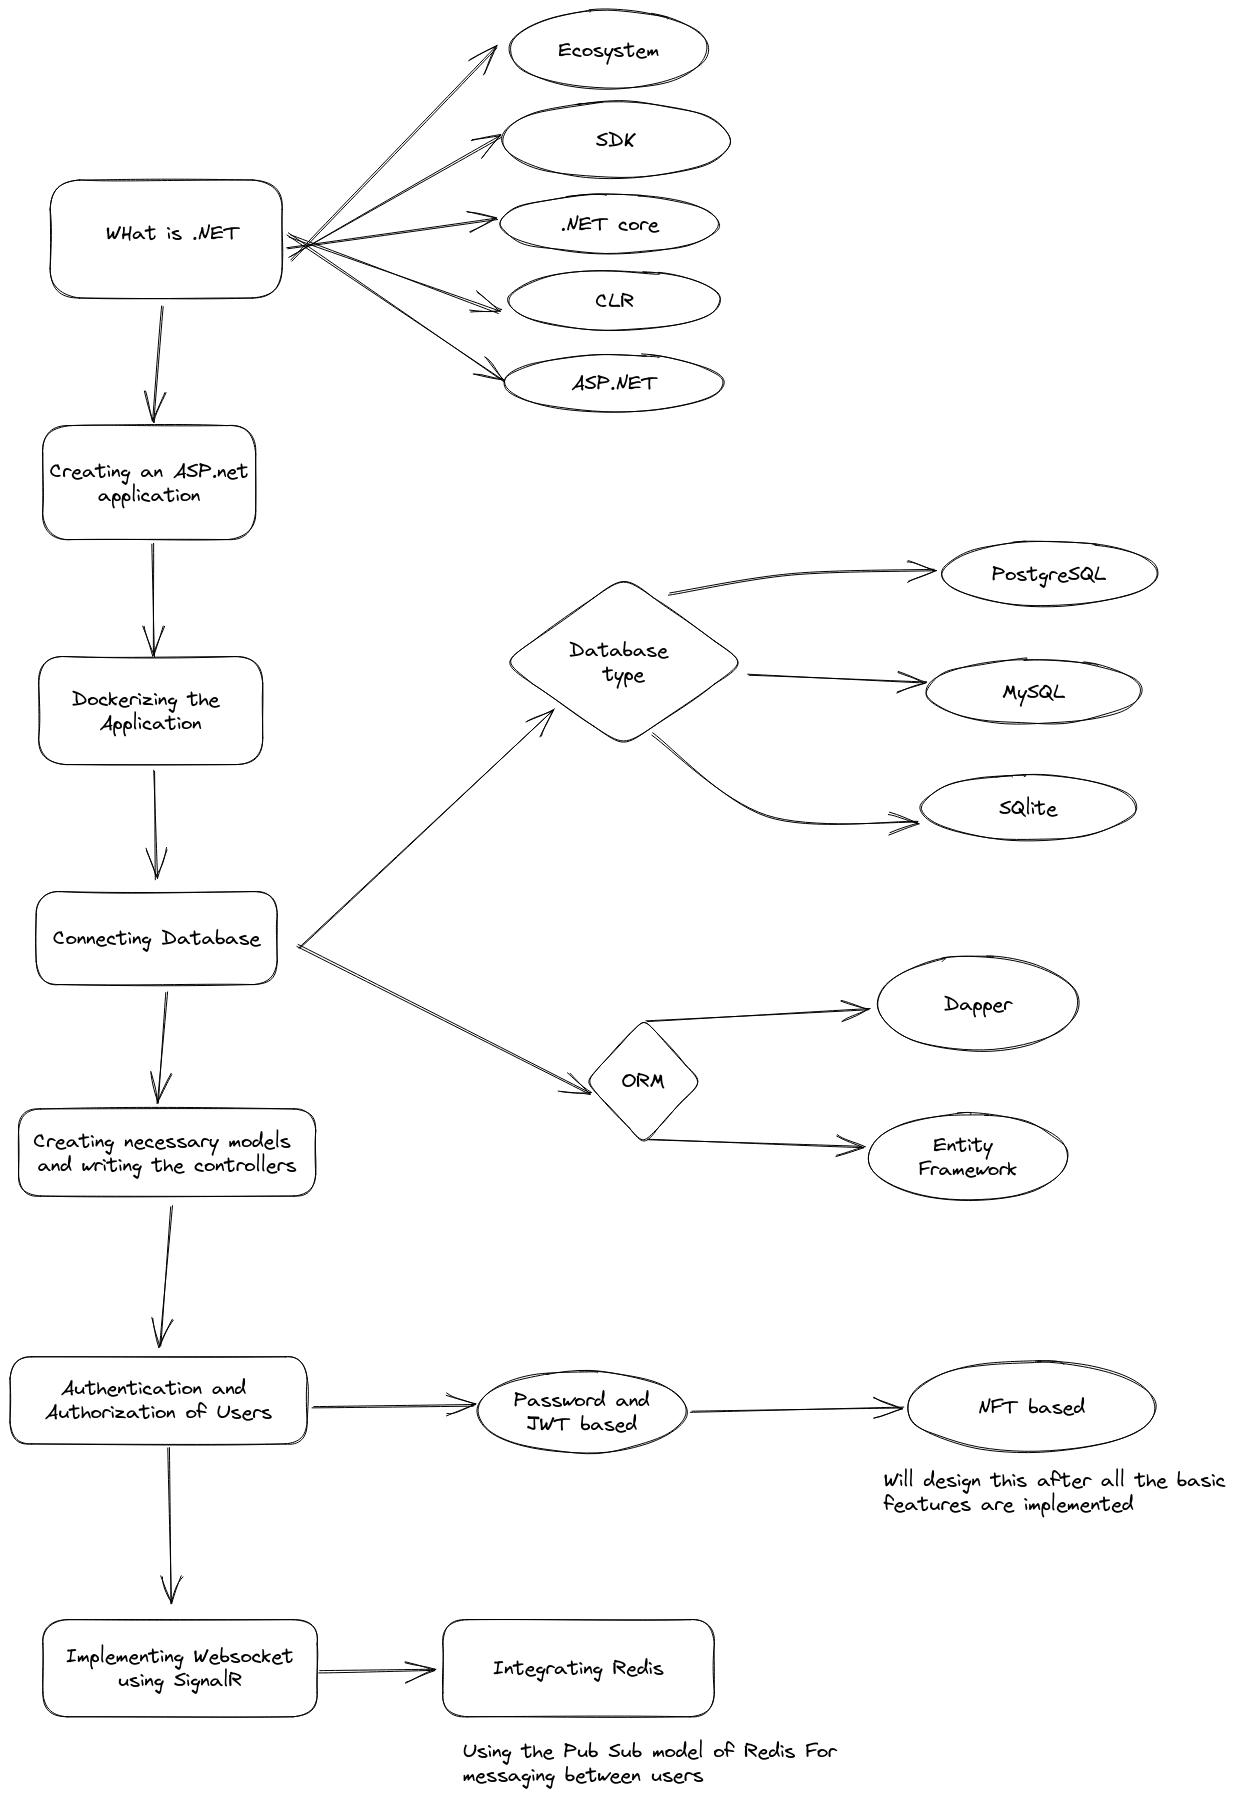 Ecosystem
SDK
WHat is .NET
.NET core
CLR
ASP.NET
Creating an ASP.net
application
PostgreSQL
Database
type
MySQL
Dockerizing the
Application
SQlite
Connecting Database
Dapper
ORM
Creating necessary models
and writing the controllers
Entity
Framework
Authentication and
Authorization of Users
Password and
JWT based
NFT based
Will design this after all the basic
features are implemented
Implementing Websocket
using SignalR
Integrating Redis
Using the Pub Sub model of Redis For
messaging between users